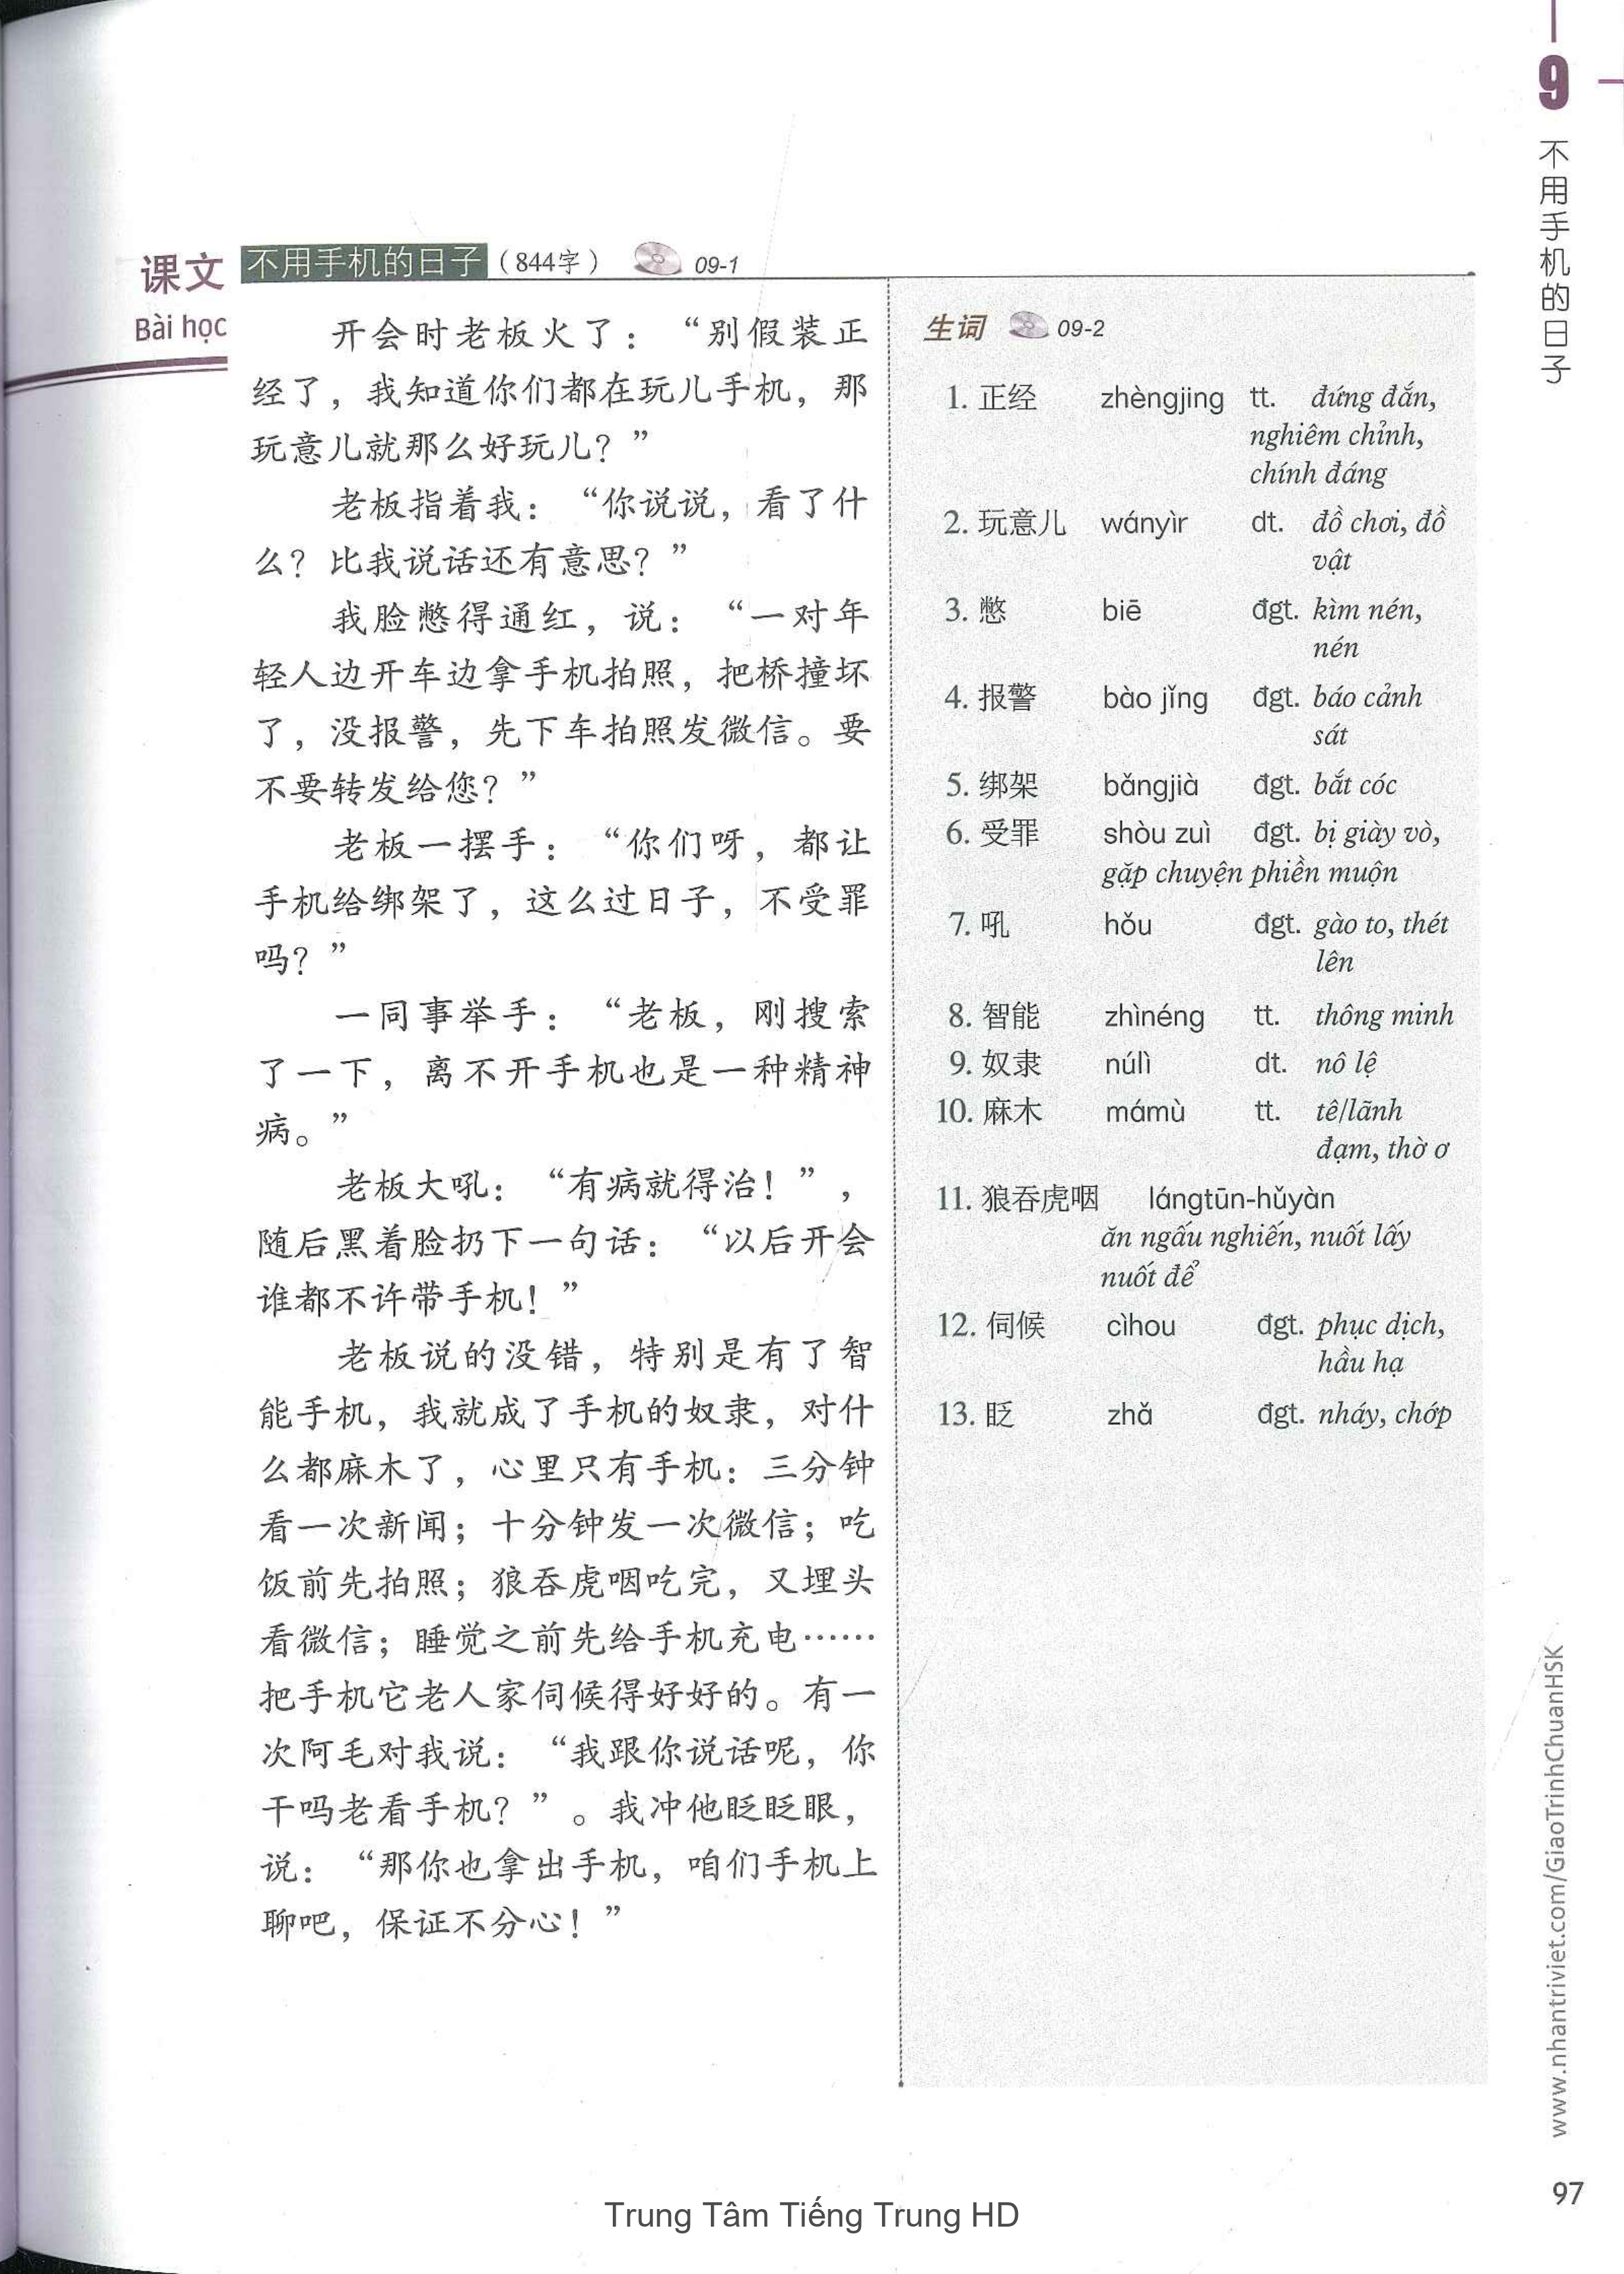 9
不用手机的日子
课文 不用手机的日子 (844字) 09-1
Bài học
开会时老板火了：“别假装正
经了，我知道你们都在玩儿手机，那
玩意儿就那么好玩儿？”
老板指着我：“你说说，看了什
么？比我说话还有意思？”
我脸憋得通红，说：“一对年
轻人边开车边拿手机拍照，把桥撞坏
了，没报警，先下车拍照发微信。要
不要转发给您？”
老板一摆手：“你们呀，都让
手机给绑架了，这么过日子，不受罪
吗？”
一同事举手：“老板，刚搜索
了一下，离不开手机也是一种精神
病。”
老板大吼：“有病就得治！”，
随后黑着脸扔下一句话：“以后开会
谁都不许带手机！”
老板说的没错，特别是有了智
能手机，我就成了手机的奴隶，对什
么都麻木了，心里只有手机：三分钟
看一次新闻；十分钟发一次微信；吃
饭前先拍照；狼吞虎咽吃完，又埋头
看微信；睡觉之前先给手机充电……
把手机它老人家伺候得好好的。有一
次阿毛对我说：“我跟你说话呢，你
干吗老看手机？”。我冲他眨眨眼，
说：“那你也拿出手机，咱们手机上
聊吧，保证不分心！”
生词 09-2
1. 正经 zhèngjing tt. đứng đắn,
nghiêm chỉnh,
chính đáng
2. 玩意儿 wányìr dt. đồ chơi, đồ
vật
3. 憋 biē đgt. kìm nén,
nén
4. 报警 bào jǐng đgt. báo cảnh
sát
5. 绑架 bǎngjià đgt. bắt cóc
6. 受罪 shòu zuì đgt. bị giày vò,
gặp chuyện phiền muộn
7. 吼 hǒu đgt. gào to, thét
lên
8. 智能 zhìnéng tt. thông minh
9. 奴隶 núlì dt. nô lệ
10. 麻木 mámù tt. tê/lãnh
đạm, thờ ơ
11. 狼吞虎咽 lángtūn-hǔyàn
ăn ngấu nghiến, nuốt lấy
nuốt để
12. 伺候 cìhou đgt. phục dịch,
hầu hạ
13. 眨 zhǎ đgt. nháy, chớp
www.nhantriviet.com/GiaoTrinhChuanHSK
97
Trung Tâm Tiếng Trung HD